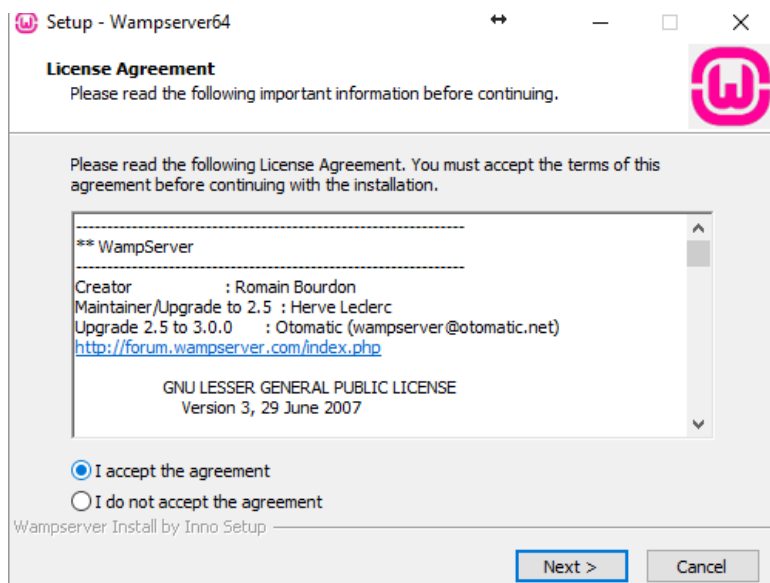 Setup - Wampserver64
License Agreement
Please read the following important information before continuing.
Please read the following License Agreement. You must accept the terms of this
agreement before continuing with the installation.
----------------------------------------------------------------
** WampServer
----------------------------------------------------------------
Creator : Romain Bourdon
Maintainer/Upgrade to 2.5 : Herve Leclerc
Upgrade 2.5 to 3.0.0 : Otomatic (wampserver@otomatic.net)
http://forum.wampserver.com/index.php
GNU LESSER GENERAL PUBLIC LICENSE
Version 3, 29 June 2007
I accept the agreement
I do not accept the agreement
Wampserver Install by Inno Setup
Next >
Cancel